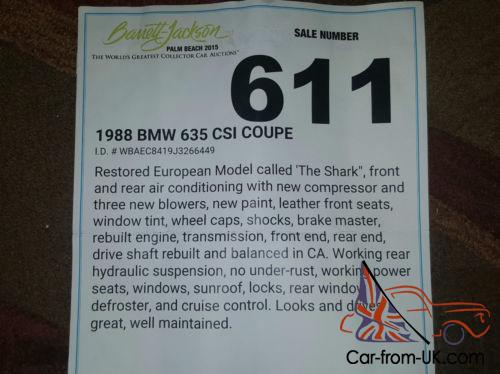 Barrett-Jackson
PALM BEACH 2015
THE WORLD'S GREATEST COLLECTOR CAR AUCTIONS™
SALE NUMBER
611
1988 BMW 635 CSI COUPE
I.D. # WBAEC8419J3266449
Restored European Model called 'The Shark", front
and rear air conditioning with new compressor and
three new blowers, new paint, leather front seats,
window tint, wheel caps, shocks, brake master,
rebuilt engine, transmission, front end, rear end,
drive shaft rebuilt and balanced in CA. Working rear
hydraulic suspension, no under-rust, working power
seats, windows, sunroof, locks, rear window
defroster, and cruise control. Looks and drives
great, well maintained.
Car-from-UK.com